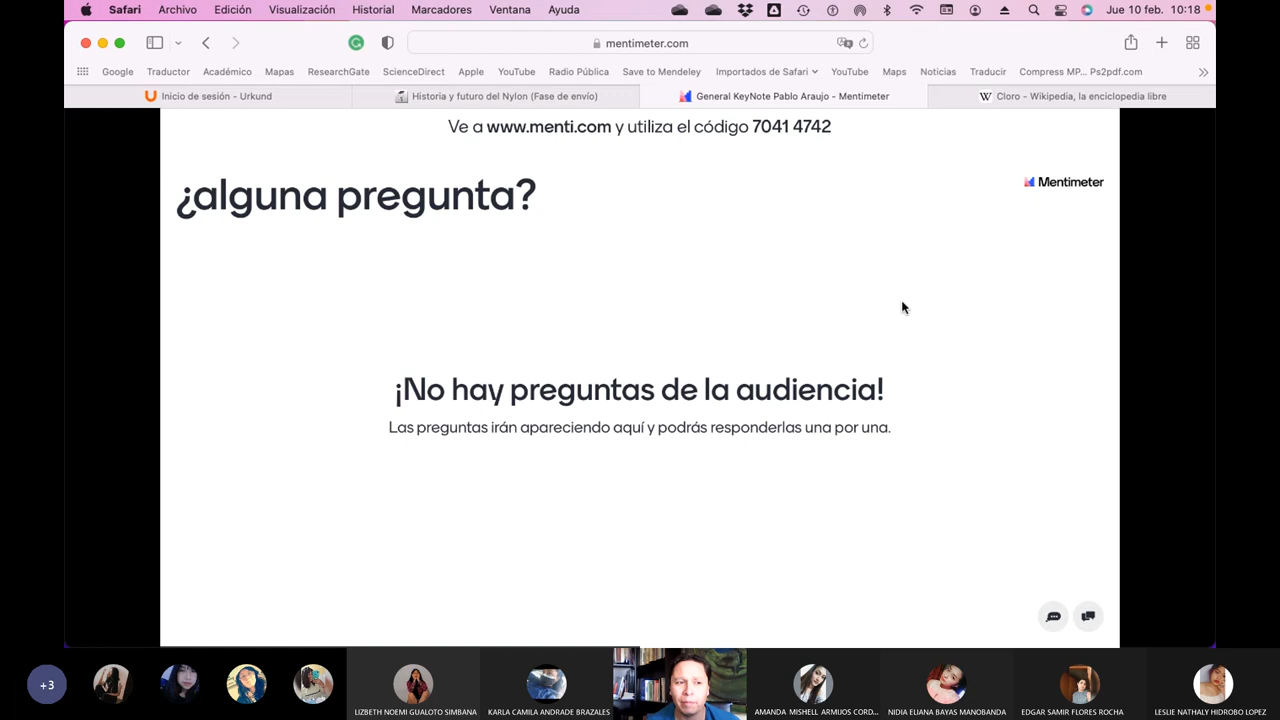 Safari Archivo Edición Visualización Historial Marcadores Ventana Ayuda Jue 10 feb. 10:18
mentimeter.com
Google Traductor Académico Mapas ResearchGate ScienceDirect Apple YouTube Radio Pública Save to Mendeley Importados de Safari YouTube Maps Noticias Traducir Compress MP... Ps2pdf.com
Inicio de sesión - Urkund Historia y futuro del Nylon (Fase de envío) General KeyNote Pablo Araujo - Mentimeter Cloro - Wikipedia, la enciclopedia libre
Ve a www.menti.com y utiliza el código 7041 4742
Mentimeter
¿alguna pregunta?
¡No hay preguntas de la audiencia!
Las preguntas irán apareciendo aquí y podrás responderlas una por una.
+3
LIZBETH NOEMI GUALOTO SIMBANA KARLA CAMILA ANDRADE BRAZALES AMANDA MISHELL ARMIJOS CORD... NIDIA ELIANA BAYAS MANOBANDA EDGAR SAMIR FLORES ROCHA LESLIE NATHALY HIDROBO LOPEZ